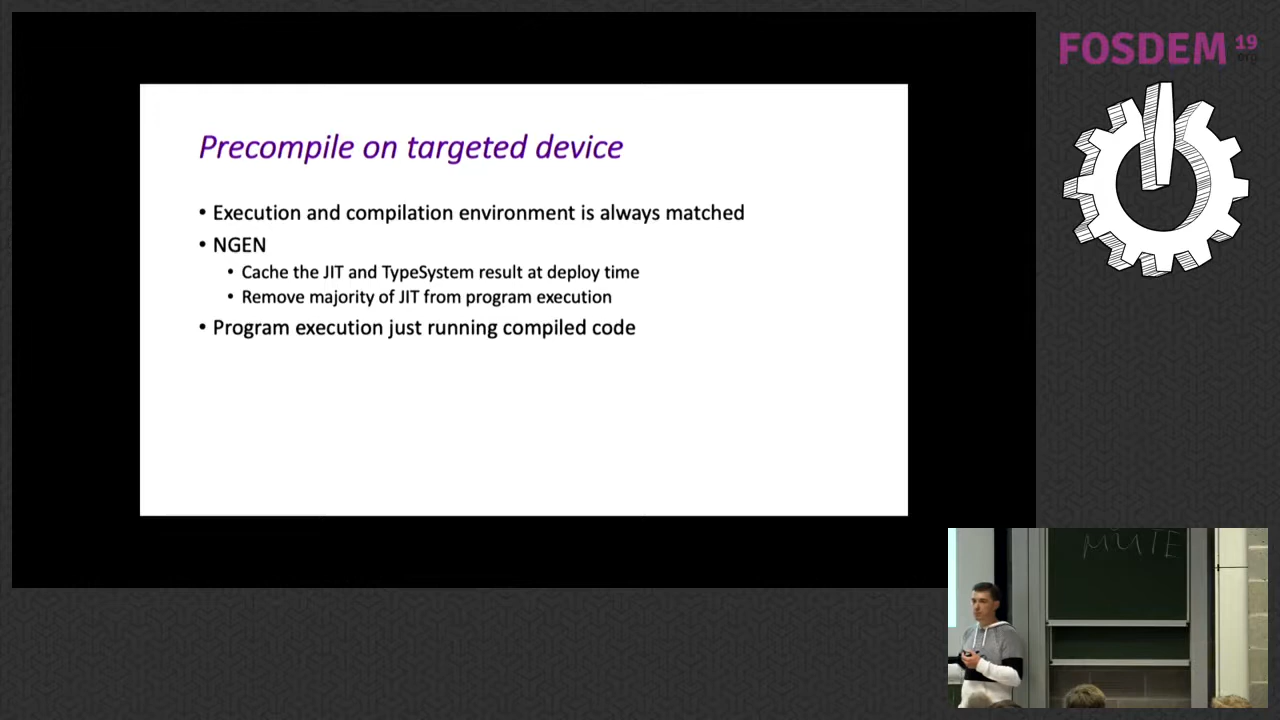 FOSDEM 19
.org
Precompile on targeted device
• Execution and compilation environment is always matched
• NGEN
• Cache the JIT and TypeSystem result at deploy time
• Remove majority of JIT from program execution
• Program execution just running compiled code
MUTE